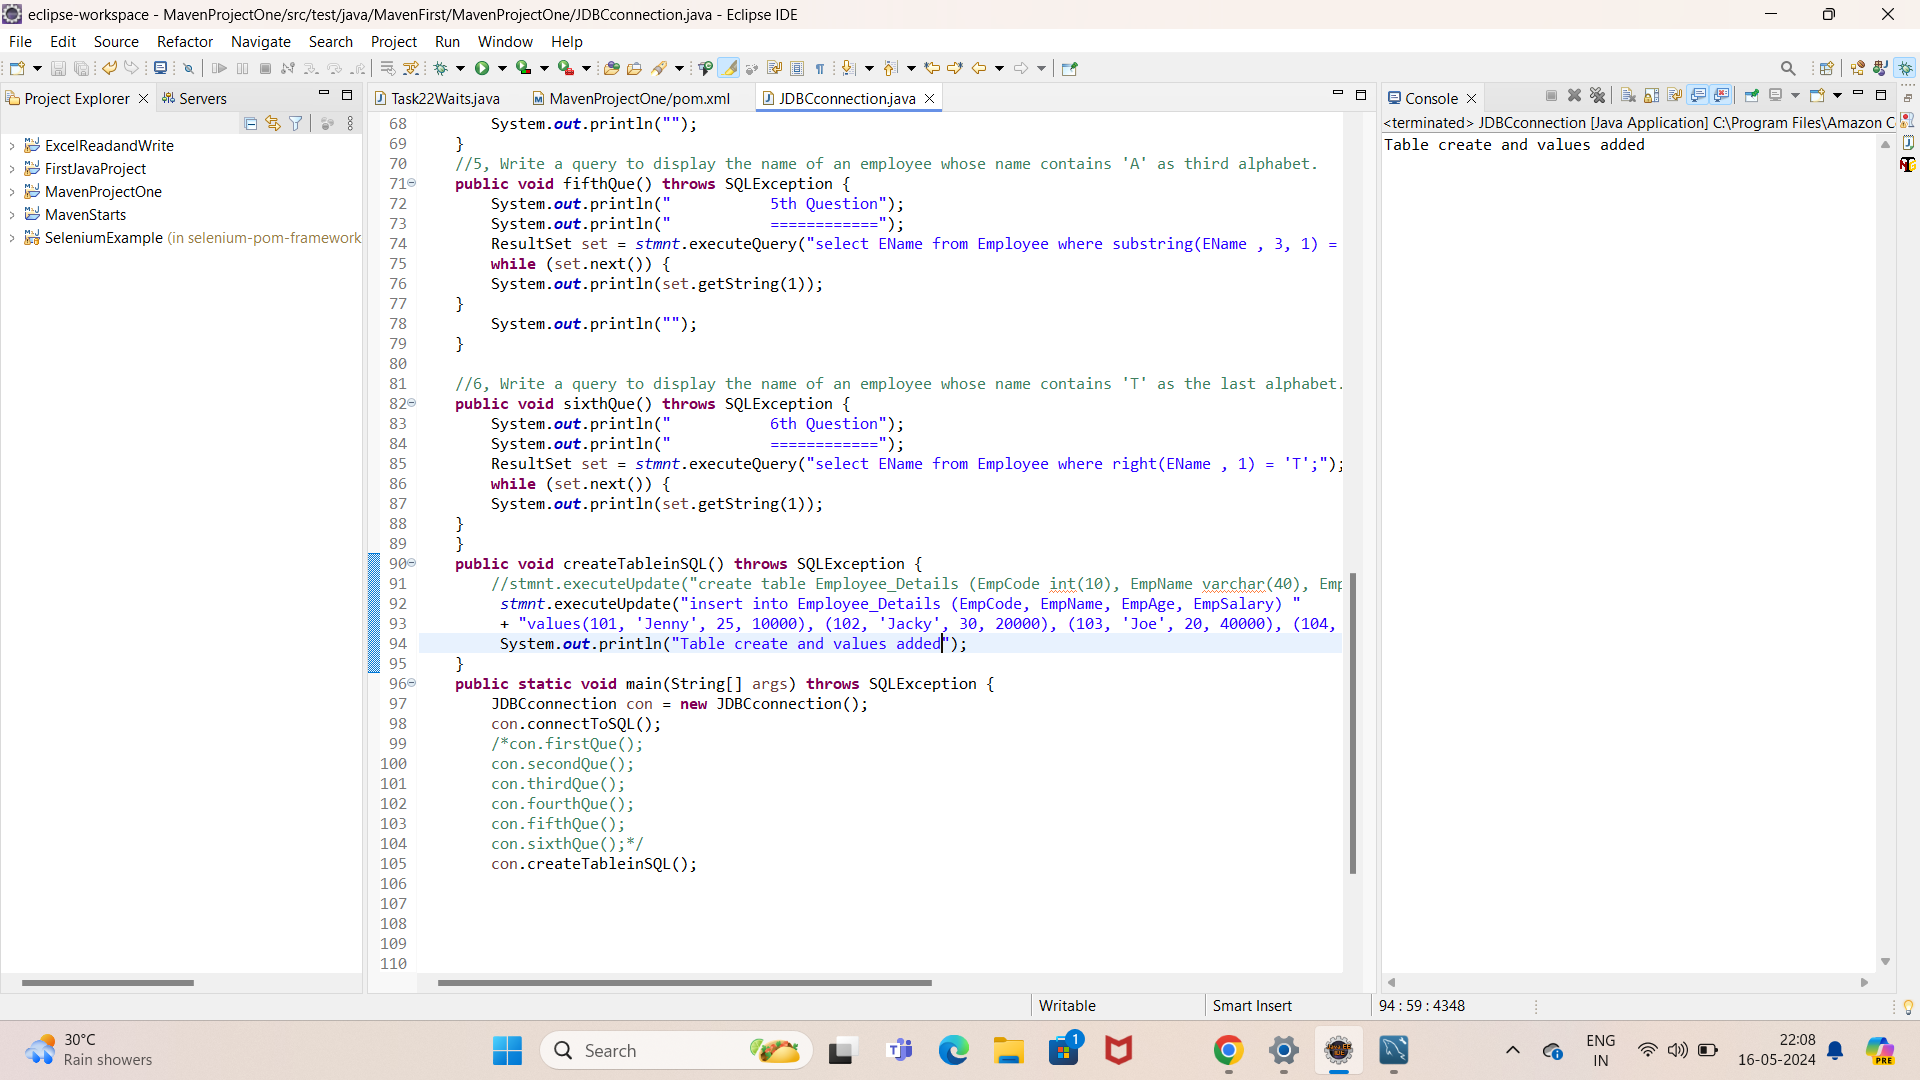 eclipse-workspace - MavenProjectOne/src/test/java/MavenFirst/MavenProjectOne/JDBCconnection.java - Eclipse IDE
File Edit Source Refactor Navigate Search Project Run Window Help
Project Explorer Servers
ExcelReadandWrite
FirstJavaProject
MavenProjectOne
MavenStarts
SeleniumExample (in selenium-pom-framework
Task22Waits.java MavenProjectOne/pom.xml JDBCconnection.java
68 System.out.println("");
69 }
70 //5, Write a query to display the name of an employee whose name contains 'A' as third alphabet.
71 public void fifthQue() throws SQLException {
72 System.out.println("           5th Question");
73 System.out.println("           ============");
74 ResultSet set = stmnt.executeQuery("select EName from Employee where substring(EName , 3, 1) =
75 while (set.next()) {
76 System.out.println(set.getString(1));
77 }
78 System.out.println("");
79 }
80
81 //6, Write a query to display the name of an employee whose name contains 'T' as the last alphabet.
82 public void sixthQue() throws SQLException {
83 System.out.println("           6th Question");
84 System.out.println("           ============");
85 ResultSet set = stmnt.executeQuery("select EName from Employee where right(EName , 1) = 'T';");
86 while (set.next()) {
87 System.out.println(set.getString(1));
88 }
89 }
90 public void createTableinSQL() throws SQLException {
91 //stmnt.executeUpdate("create table Employee_Details (EmpCode int(10), EmpName varchar(40), Emp
92 stmnt.executeUpdate("insert into Employee_Details (EmpCode, EmpName, EmpAge, EmpSalary) "
93 + "values(101, 'Jenny', 25, 10000), (102, 'Jacky', 30, 20000), (103, 'Joe', 20, 40000), (104,
94 System.out.println("Table create and values added");
95 }
96 public static void main(String[] args) throws SQLException {
97 JDBCconnection con = new JDBCconnection();
98 con.connectToSQL();
99 /*con.firstQue();
100 con.secondQue();
101 con.thirdQue();
102 con.fourthQue();
103 con.fifthQue();
104 con.sixthQue();*/
105 con.createTableinSQL();
106
107
108
109
110
Console
<terminated> JDBCconnection [Java Application] C:\Program Files\Amazon C
Table create and values added
Writable Smart Insert 94 : 59 : 4348
30°C
Rain showers
Search
1
ENG
IN
22:08
16-05-2024
PRE